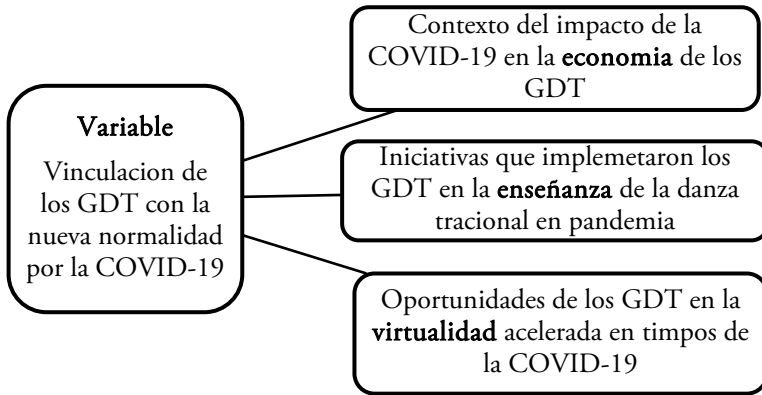 Variable
Vinculacion de
los GDT con la
nueva normalidad
por la COVID-19
Contexto del impacto de la
COVID-19 en la economia de los
GDT
Iniciativas que implemetaron los
GDT en la enseñanza de la danza
tracional en pandemia
Oportunidades de los GDT en la
virtualidad acelerada en timpos de
la COVID-19